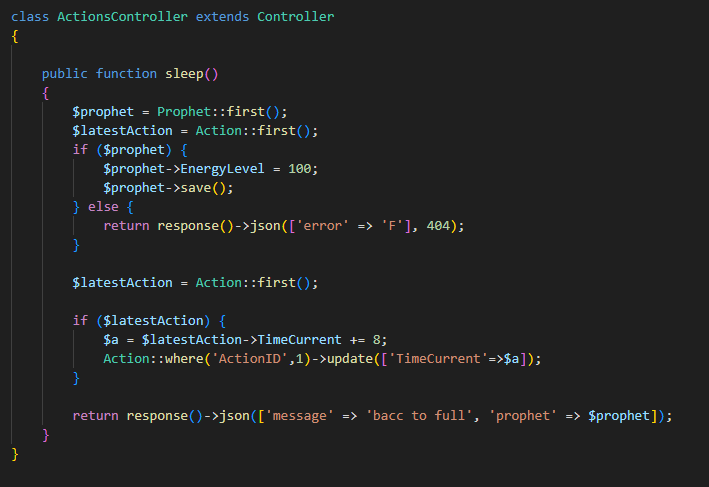 class ActionsController extends Controller
{
public function sleep()
{
$prophet = Prophet::first();
$latestAction = Action::first();
if ($prophet) {
$prophet->EnergyLevel = 100;
$prophet->save();
} else {
return response()->json(['error' => 'F'], 404);
}
$latestAction = Action::first();
if ($latestAction) {
$a = $latestAction->TimeCurrent += 8;
Action::where('ActionID',1)->update(['TimeCurrent'=>$a]);
}
return response()->json(['message' => 'bacc to full', 'prophet' => $prophet]);
}
}